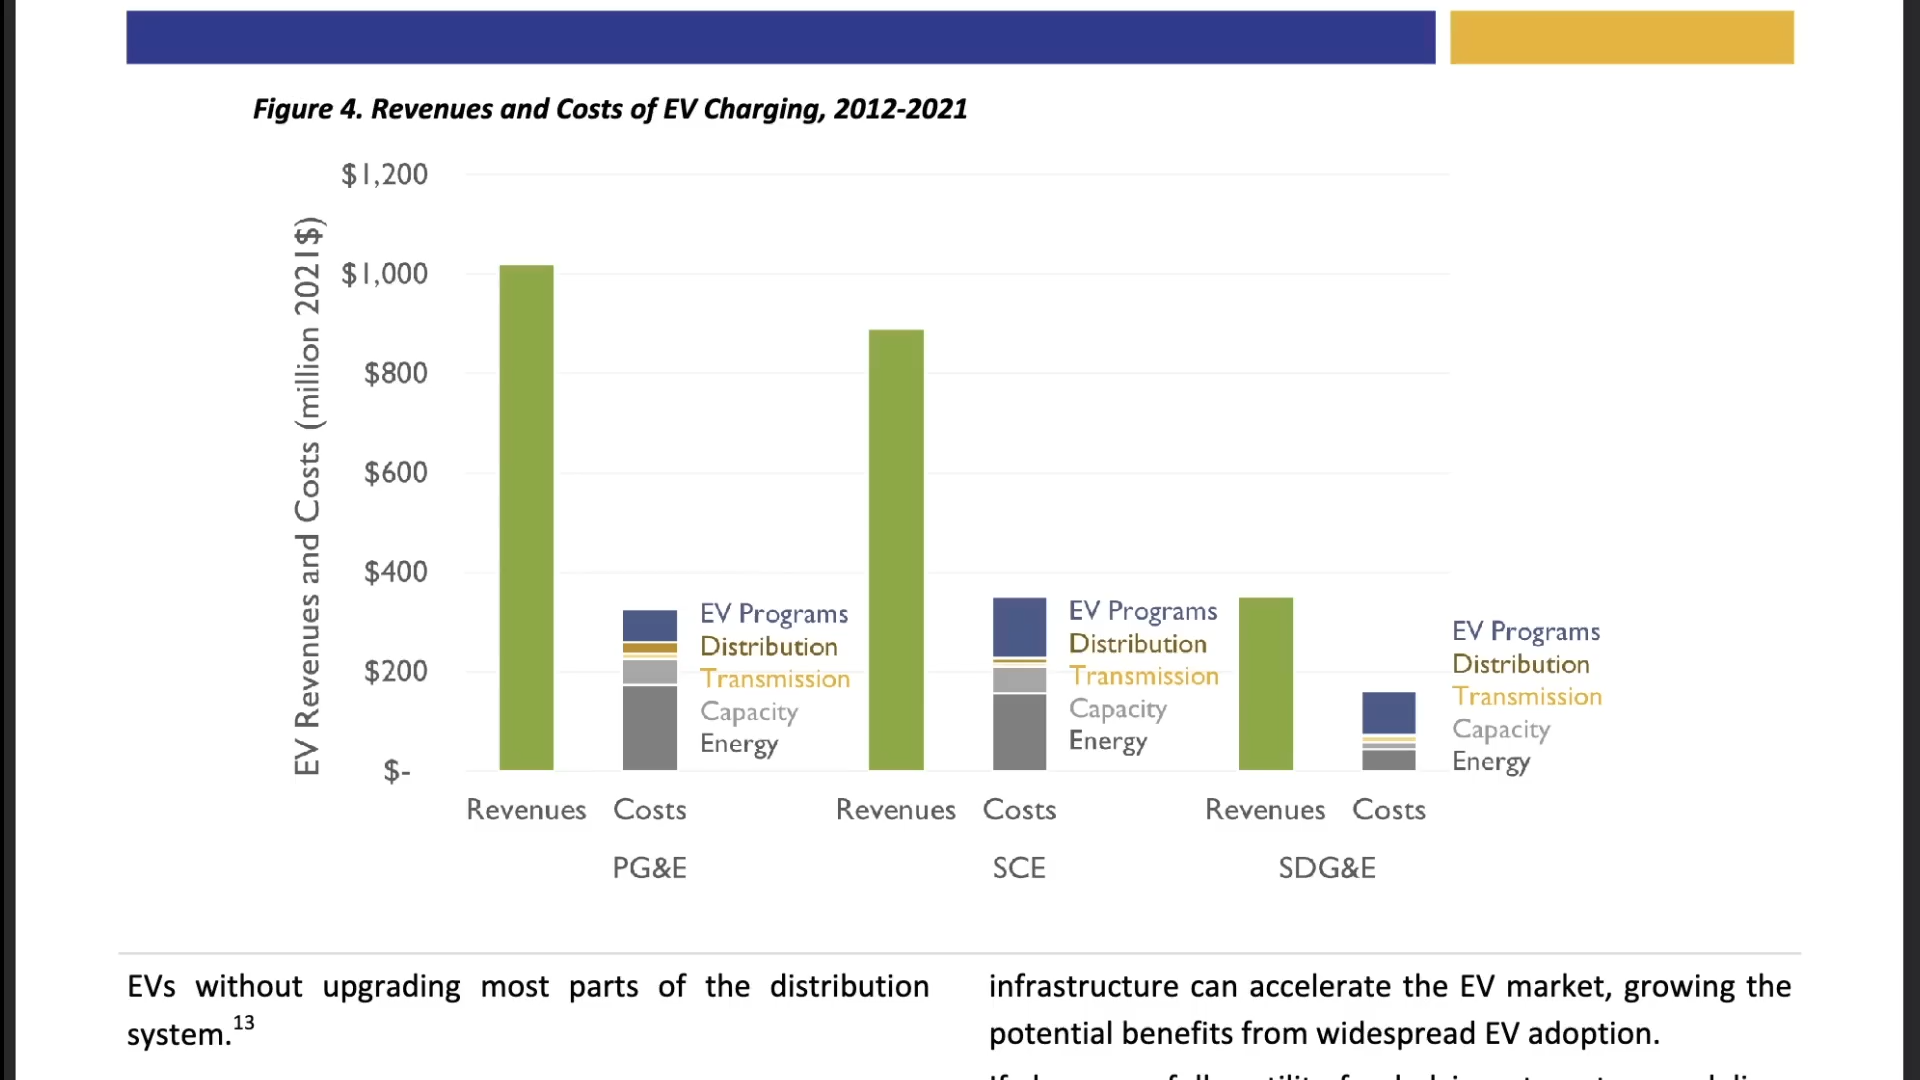 Figure 4. Revenues and Costs of EV Charging, 2012-2021
EV Revenues and Costs (million 2021$)
$1,200
$1,000
$800
$600
$400
$200
$-
EV Programs
Distribution
Transmission
Capacity
Energy
EV Programs
Distribution
Transmission
Capacity
Energy
EV Programs
Distribution
Transmission
Capacity
Energy
Revenues Costs Revenues Costs Revenues Costs
PG&E SCE SDG&E
EVs without upgrading most parts of the distribution
system.13
infrastructure can accelerate the EV market, growing the
potential benefits from widespread EV adoption.